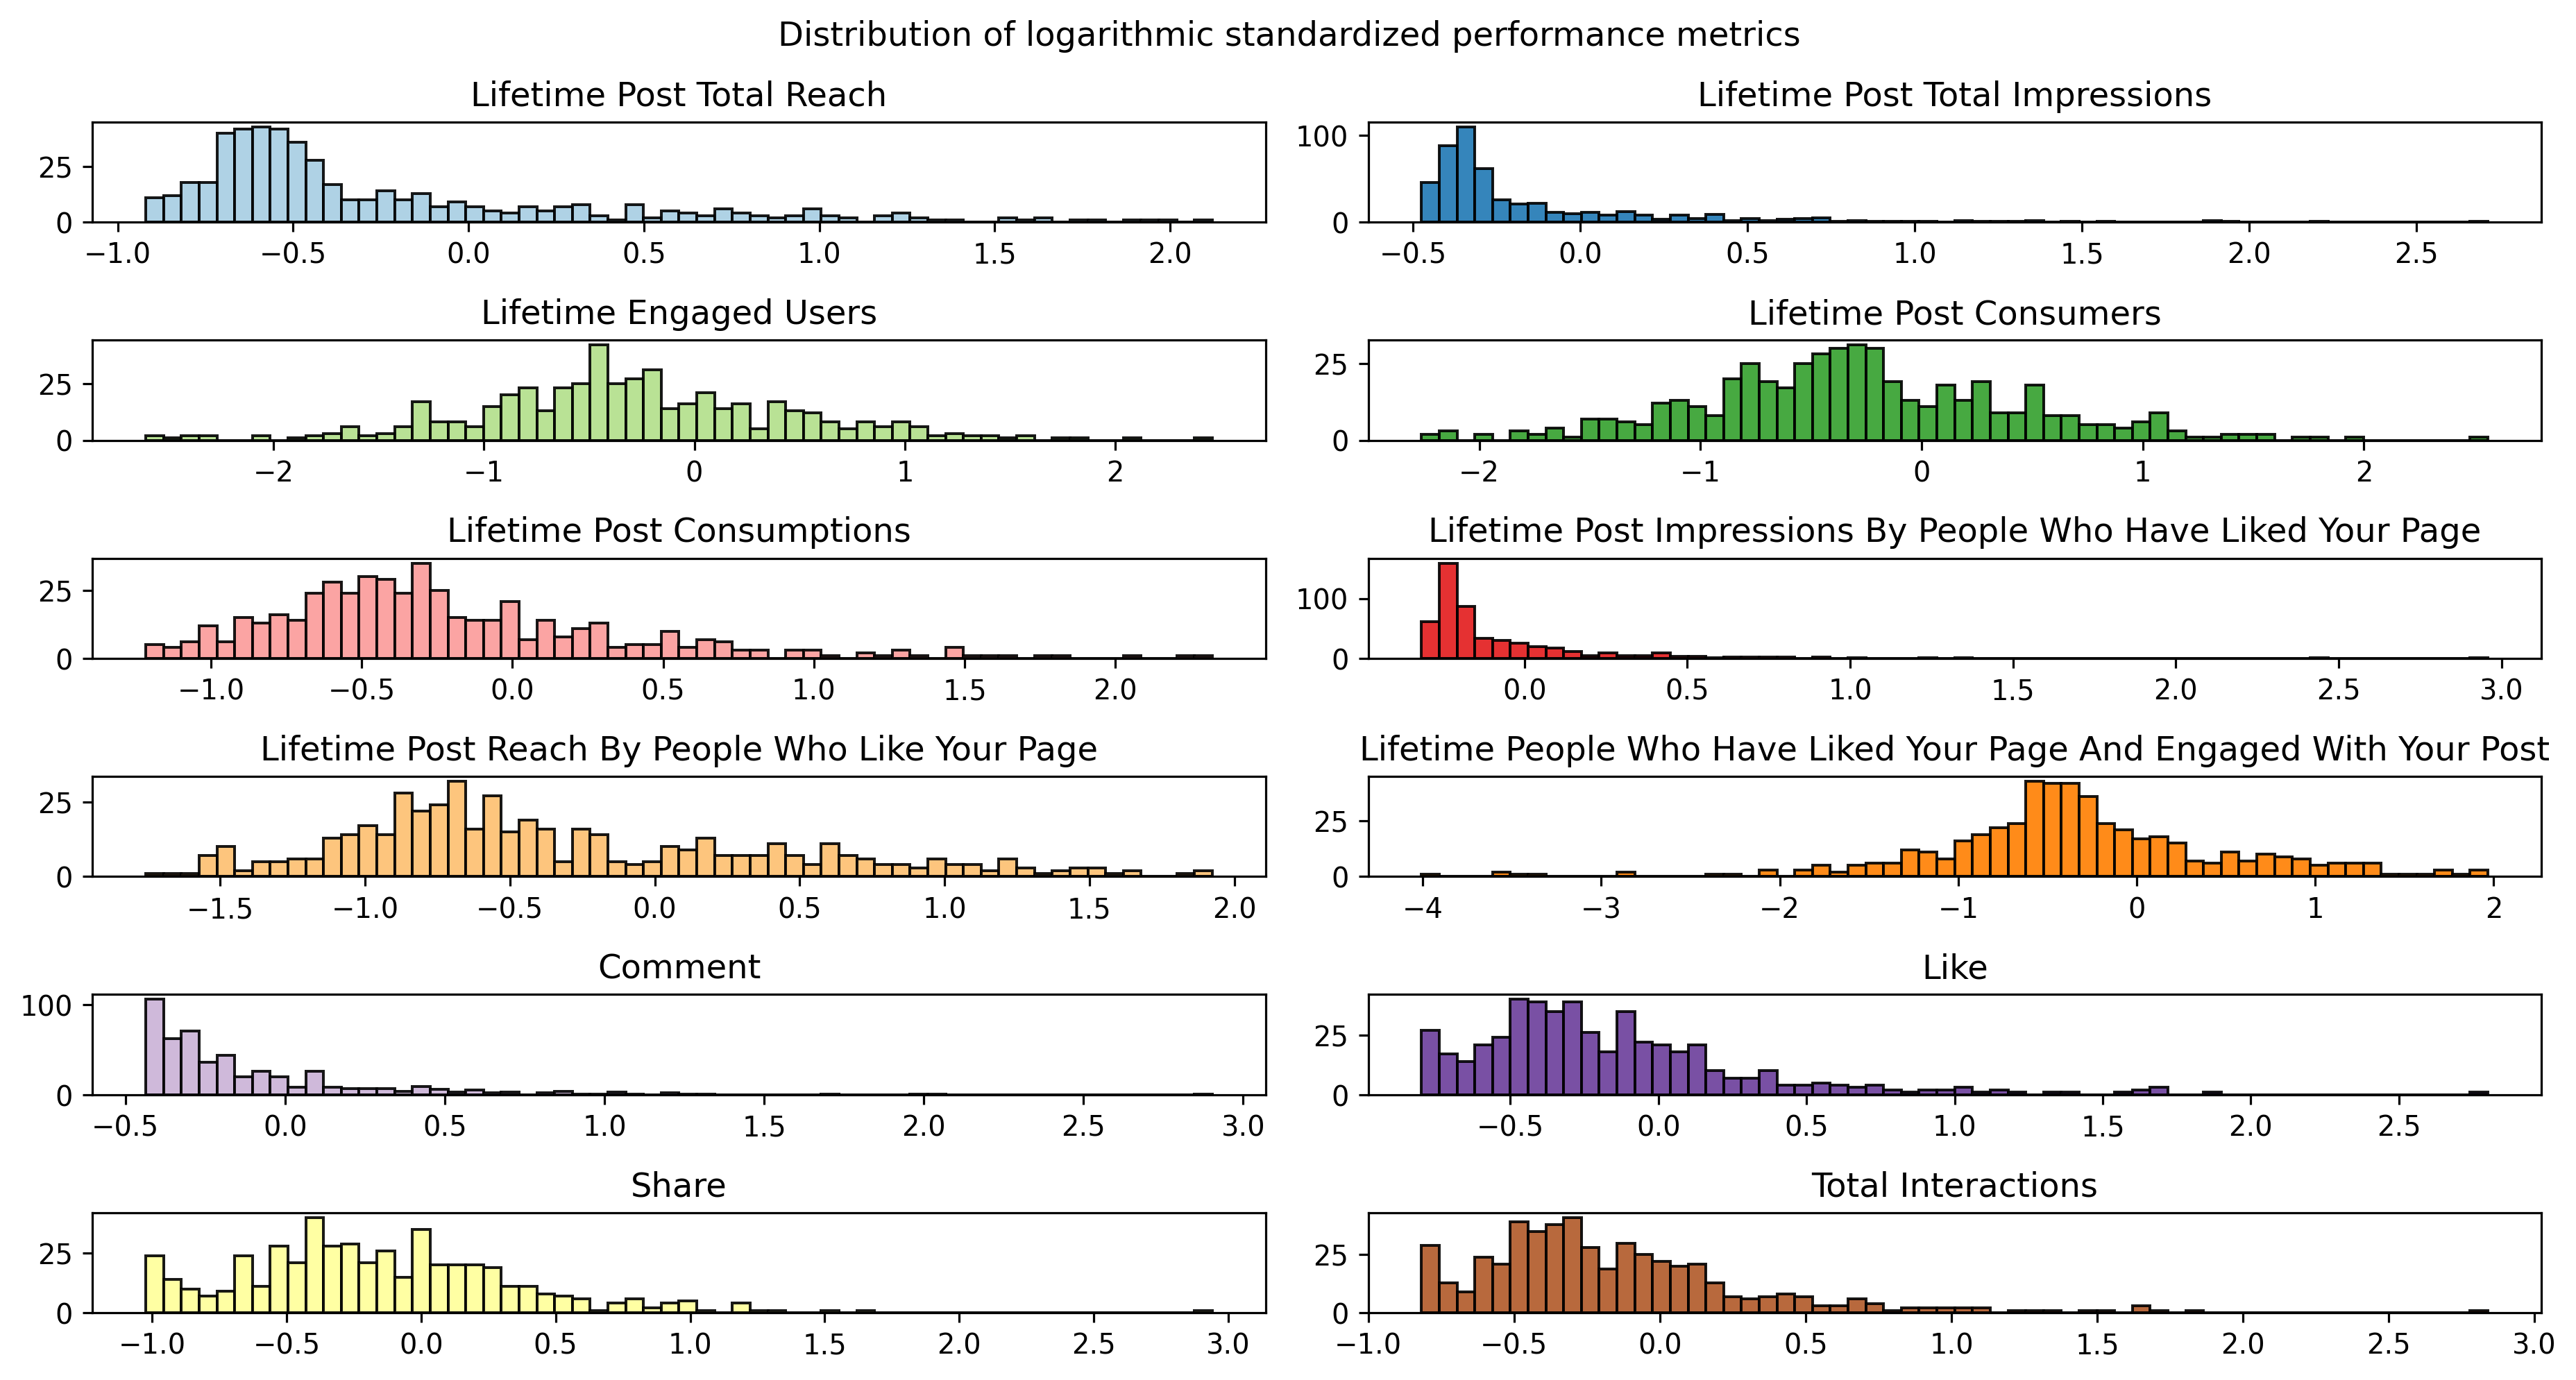 Distribution of logarithmic standardized performance metrics
Lifetime Post Total Reach
25
0
−1.0 −0.5 0.0 0.5 1.0 1.5 2.0
Lifetime Post Total Impressions
100
0
−0.5 0.0 0.5 1.0 1.5 2.0 2.5
Lifetime Engaged Users
25
0
−2 −1 0 1 2
Lifetime Post Consumers
25
0
−2 −1 0 1 2
Lifetime Post Consumptions
25
0
−1.0 −0.5 0.0 0.5 1.0 1.5 2.0
Lifetime Post Impressions By People Who Have Liked Your Page
100
0
0.0 0.5 1.0 1.5 2.0 2.5 3.0
Lifetime Post Reach By People Who Like Your Page
25
0
−1.5 −1.0 −0.5 0.0 0.5 1.0 1.5 2.0
Lifetime People Who Have Liked Your Page And Engaged With Your Post
25
0
−4 −3 −2 −1 0 1 2
Comment
100
0
−0.5 0.0 0.5 1.0 1.5 2.0 2.5 3.0
Like
25
0
−0.5 0.0 0.5 1.0 1.5 2.0 2.5
Share
25
0
−1.0 −0.5 0.0 0.5 1.0 1.5 2.0 2.5 3.0
Total Interactions
25
0
−1.0 −0.5 0.0 0.5 1.0 1.5 2.0 2.5 3.0